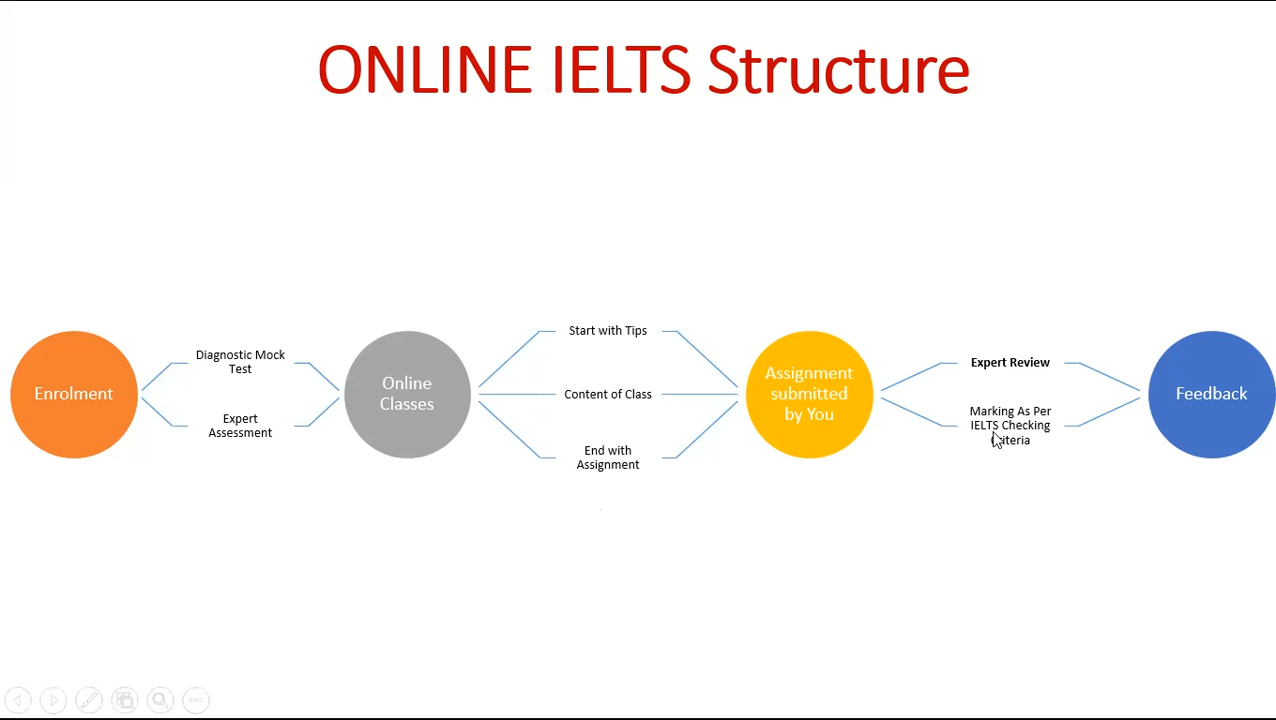 ONLINE IELTS Structure
Enrolment
Diagnostic Mock
Test
Expert
Assessment
Online
Classes
Start with Tips
Content of Class
End with
Assignment
Assignment
submitted
by You
Expert Review
Marking As Per
IELTS Checking
Criteria
Feedback